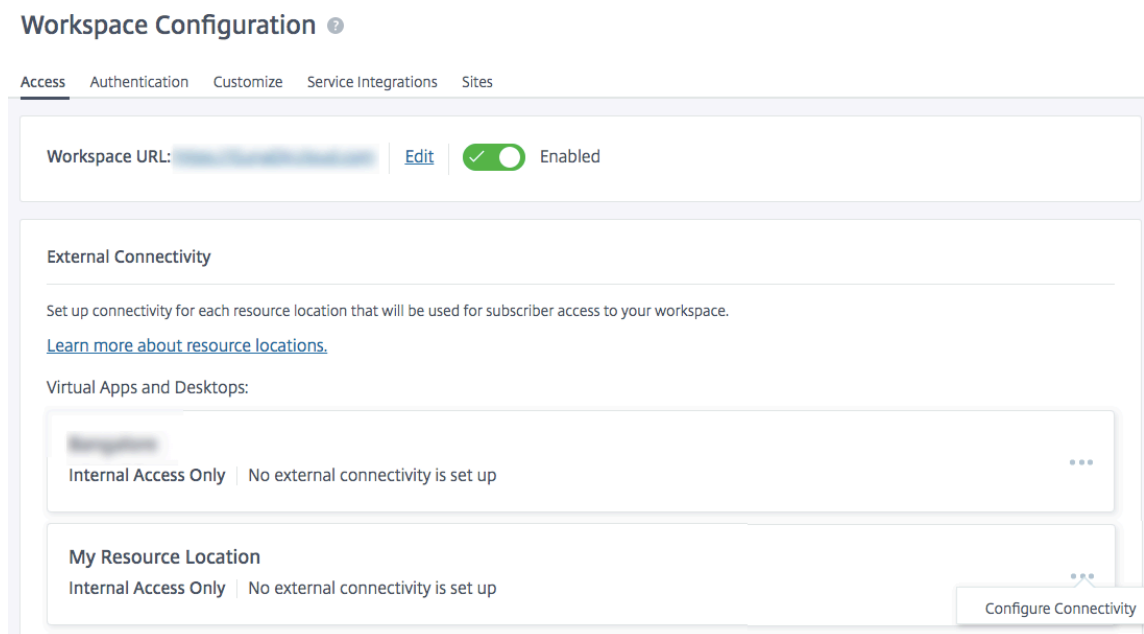 Workspace Configuration ?
Access Authentication Customize Service Integrations Sites
Workspace URL: Edit Enabled
External Connectivity
Set up connectivity for each resource location that will be used for subscriber access to your workspace.
Learn more about resource locations.
Virtual Apps and Desktops:
Internal Access Only No external connectivity is set up
My Resource Location
Internal Access Only No external connectivity is set up
Configure Connectivity